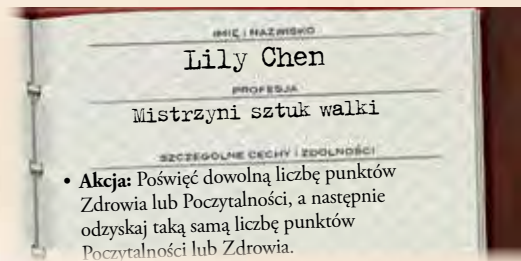 IMIĘ I NAZWISKO
Lily Chen
PROFESJA
Mistrzyni sztuk walki
SZCZEGÓLNE CECHY I ZDOLNOŚCI
• Akcja: Poświęć dowolną liczbę punktów
Zdrowia lub Poczytalności, a następnie
odzyskaj taką samą liczbę punktów
Poczytalności lub Zdrowia.